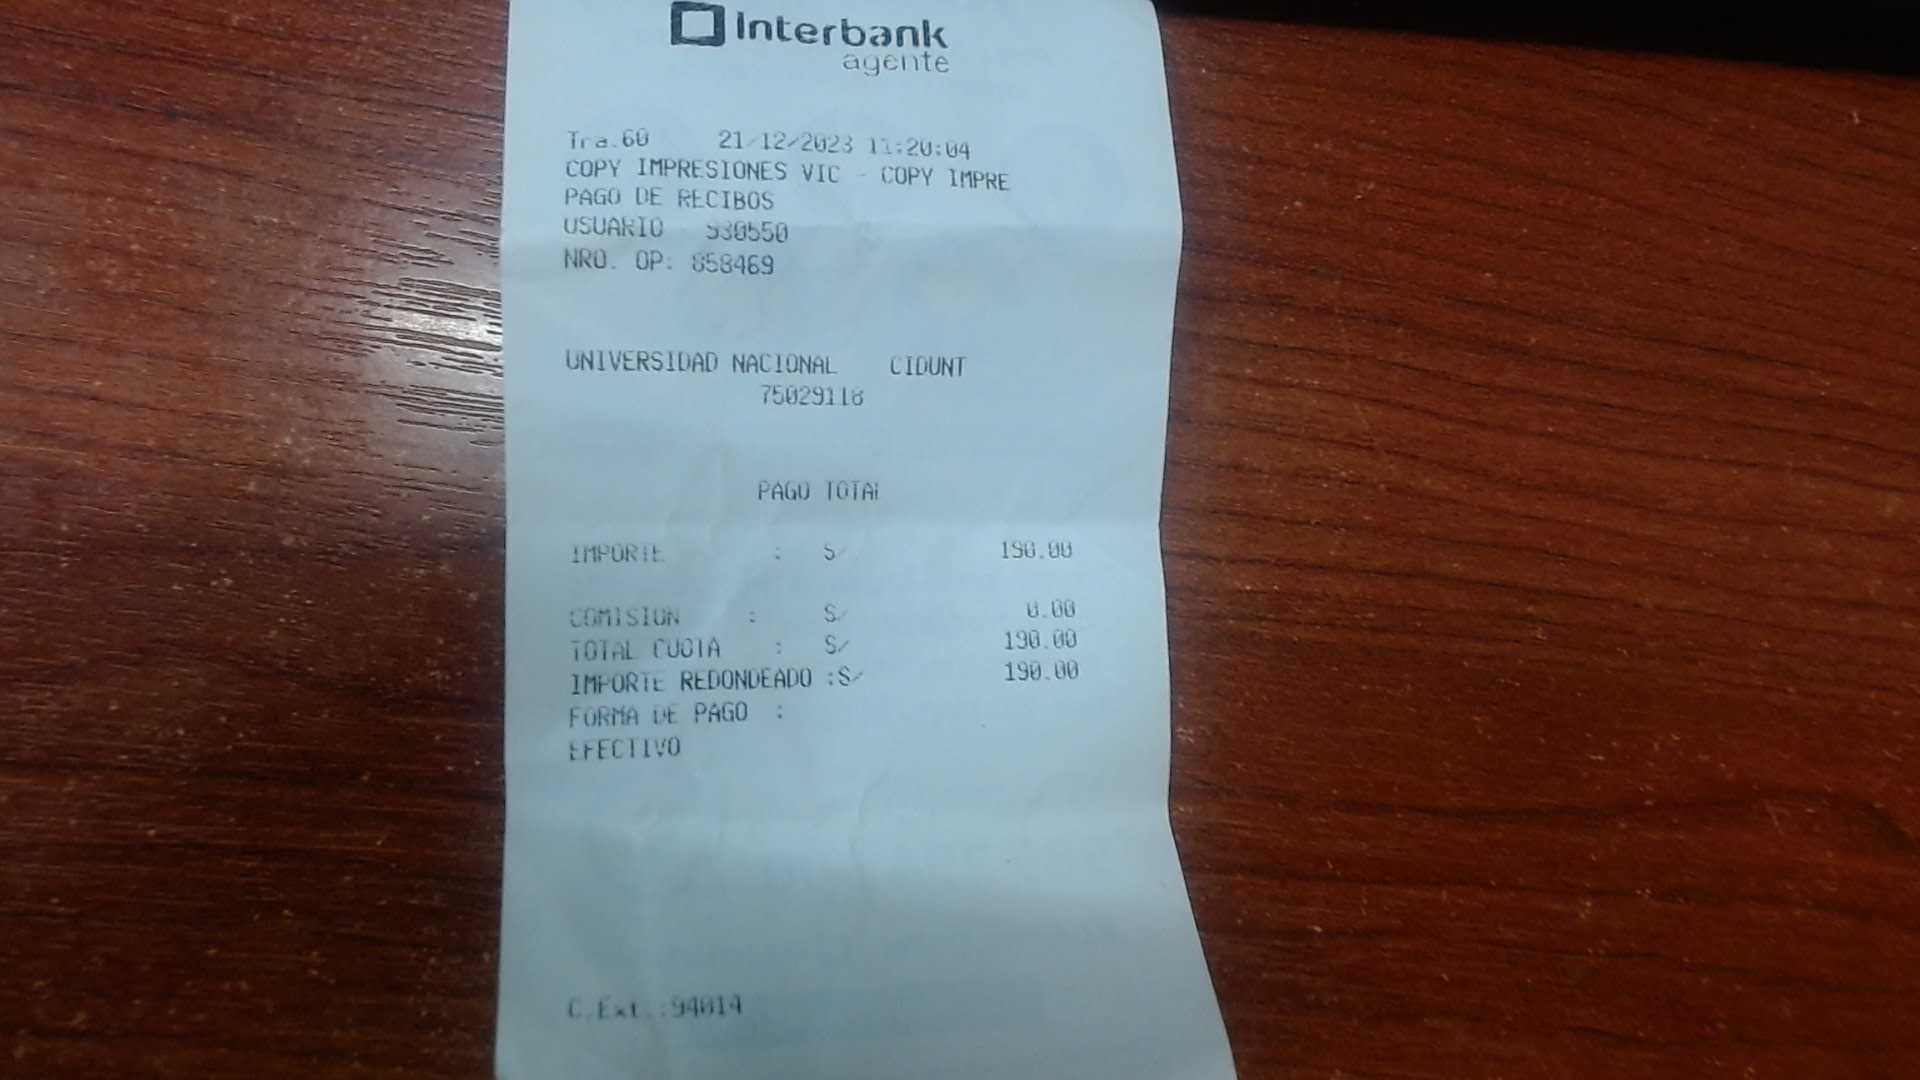 Interbank
agente
Tra.60 21/12/2023 11:20:04
COPY IMPRESIONES VIC - COPY IMPRE
PAGO DE RECIBOS
USUARIO : 930550
NRO. OP: 858469
UNIVERSIDAD NACIONAL CIDUNT
75029118
PAGO TOTAL
IMPORTE : S/ 190.00
COMISION : S/ 0.00
TOTAL CUOTA : S/ 190.00
IMPORTE REDONDEADO :S/ 190.00
FORMA DE PAGO :
EFECTIVO
C.Ext.:94014